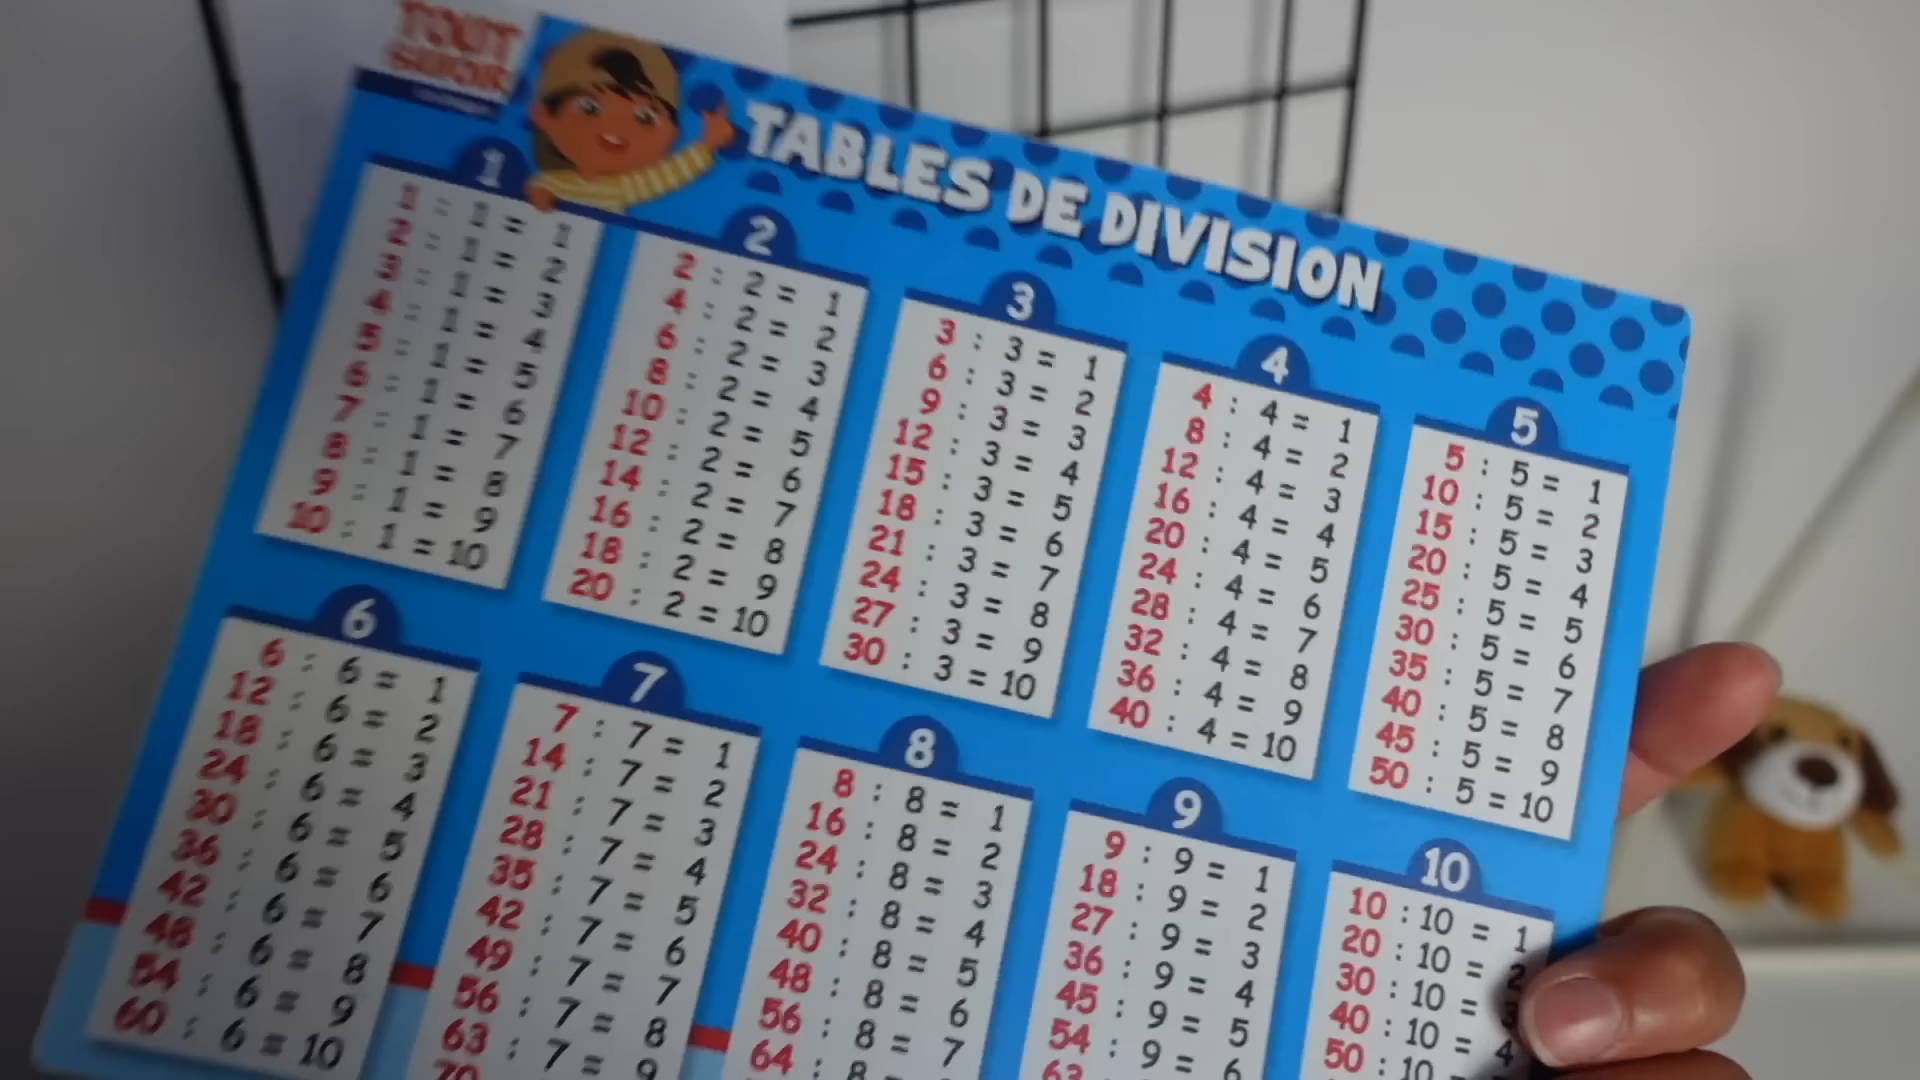 TOUT
SAVOIR
TABLES DE DIVISION
1
1 : 1 = 1
2 : 1 = 2
3 : 1 = 3
4 : 1 = 4
5 : 1 = 5
6 : 1 = 6
7 : 1 = 7
8 : 1 = 8
9 : 1 = 9
10 : 1 = 10
2
2 : 2 = 1
4 : 2 = 2
6 : 2 = 3
8 : 2 = 4
10 : 2 = 5
12 : 2 = 6
14 : 2 = 7
16 : 2 = 8
18 : 2 = 9
20 : 2 = 10
3
3 : 3 = 1
6 : 3 = 2
9 : 3 = 3
12 : 3 = 4
15 : 3 = 5
18 : 3 = 6
21 : 3 = 7
24 : 3 = 8
27 : 3 = 9
30 : 3 = 10
4
4 : 4 = 1
8 : 4 = 2
12 : 4 = 3
16 : 4 = 4
20 : 4 = 5
24 : 4 = 6
28 : 4 = 7
32 : 4 = 8
36 : 4 = 9
40 : 4 = 10
5
5 : 5 = 1
10 : 5 = 2
15 : 5 = 3
20 : 5 = 4
25 : 5 = 5
30 : 5 = 6
35 : 5 = 7
40 : 5 = 8
45 : 5 = 9
50 : 5 = 10
6
6 : 6 = 1
12 : 6 = 2
18 : 6 = 3
24 : 6 = 4
30 : 6 = 5
36 : 6 = 6
42 : 6 = 7
48 : 6 = 8
54 : 6 = 9
60 : 6 = 10
7
7 : 7 = 1
14 : 7 = 2
21 : 7 = 3
28 : 7 = 4
35 : 7 = 5
42 : 7 = 6
49 : 7 = 7
56 : 7 = 8
63 : 7 = 9
70
8
8 : 8 = 1
16 : 8 = 2
24 : 8 = 3
32 : 8 = 4
40 : 8 = 5
48 : 8 = 6
56 : 8 = 7
64 : 8
9
9 : 9 = 1
18 : 9 = 2
27 : 9 = 3
36 : 9 = 4
45 : 9 = 5
54 : 9 = 6
63
10
10 : 10 = 1
20 : 10 = 2
30 : 10 = 3
40 : 10 = 4
50 : 10